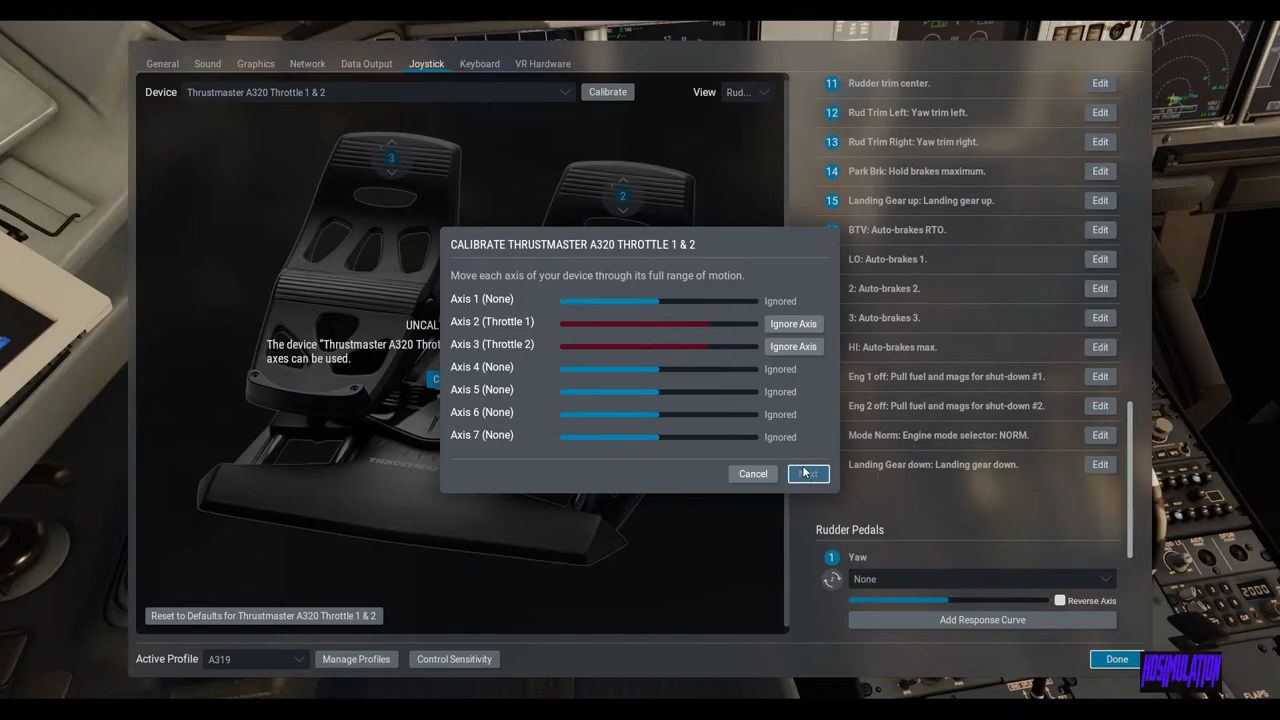 General Sound Graphics Network Data Output Joystick Keyboard VR Hardware
Device Thrustmaster A320 Throttle 1 & 2 Calibrate View Rud...
3
2
UNCAL
The device "Thrustmaster A320 Throt
axes can be used.
C
CALIBRATE THRUSTMASTER A320 THROTTLE 1 & 2
Move each axis of your device through its full range of motion.
Axis 1 (None) Ignored
Axis 2 (Throttle 1) Ignore Axis
Axis 3 (Throttle 2) Ignore Axis
Axis 4 (None) Ignored
Axis 5 (None) Ignored
Axis 6 (None) Ignored
Axis 7 (None) Ignored
Cancel
11 Rudder trim center. Edit
12 Rud Trim Left: Yaw trim left. Edit
13 Rud Trim Right: Yaw trim right. Edit
14 Park Brk: Hold brakes maximum. Edit
15 Landing Gear up: Landing gear up. Edit
BTV: Auto-brakes RTO. Edit
LO: Auto-brakes 1. Edit
2: Auto-brakes 2. Edit
3: Auto-brakes 3. Edit
HI: Auto-brakes max. Edit
Eng 1 off: Pull fuel and mags for shut-down #1. Edit
Eng 2 off: Pull fuel and mags for shut-down #2. Edit
Mode Norm: Engine mode selector: NORM. Edit
Landing Gear down: Landing gear down. Edit
Rudder Pedals
1 Yaw
None
Reverse Axis
Add Response Curve
Reset to Defaults for Thrustmaster A320 Throttle 1 & 2
Active Profile A319 Manage Profiles Control Sensitivity
Done
HDSIMULATION